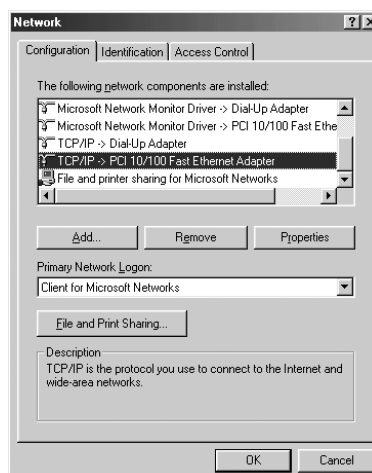 Network
Configuration Identification Access Control
The following network components are installed:
Microsoft Network Monitor Driver -> Dial-Up Adapter
Microsoft Network Monitor Driver -> PCI 10/100 Fast Ethe
TCP/IP -> Dial-Up Adapter
TCP/IP -> PCI 10/100 Fast Ethernet Adapter
File and printer sharing for Microsoft Networks
Add... Remove Properties
Primary Network Logon:
Client for Microsoft Networks
File and Print Sharing...
Description
TCP/IP is the protocol you use to connect to the Internet and
wide-area networks.
OK Cancel